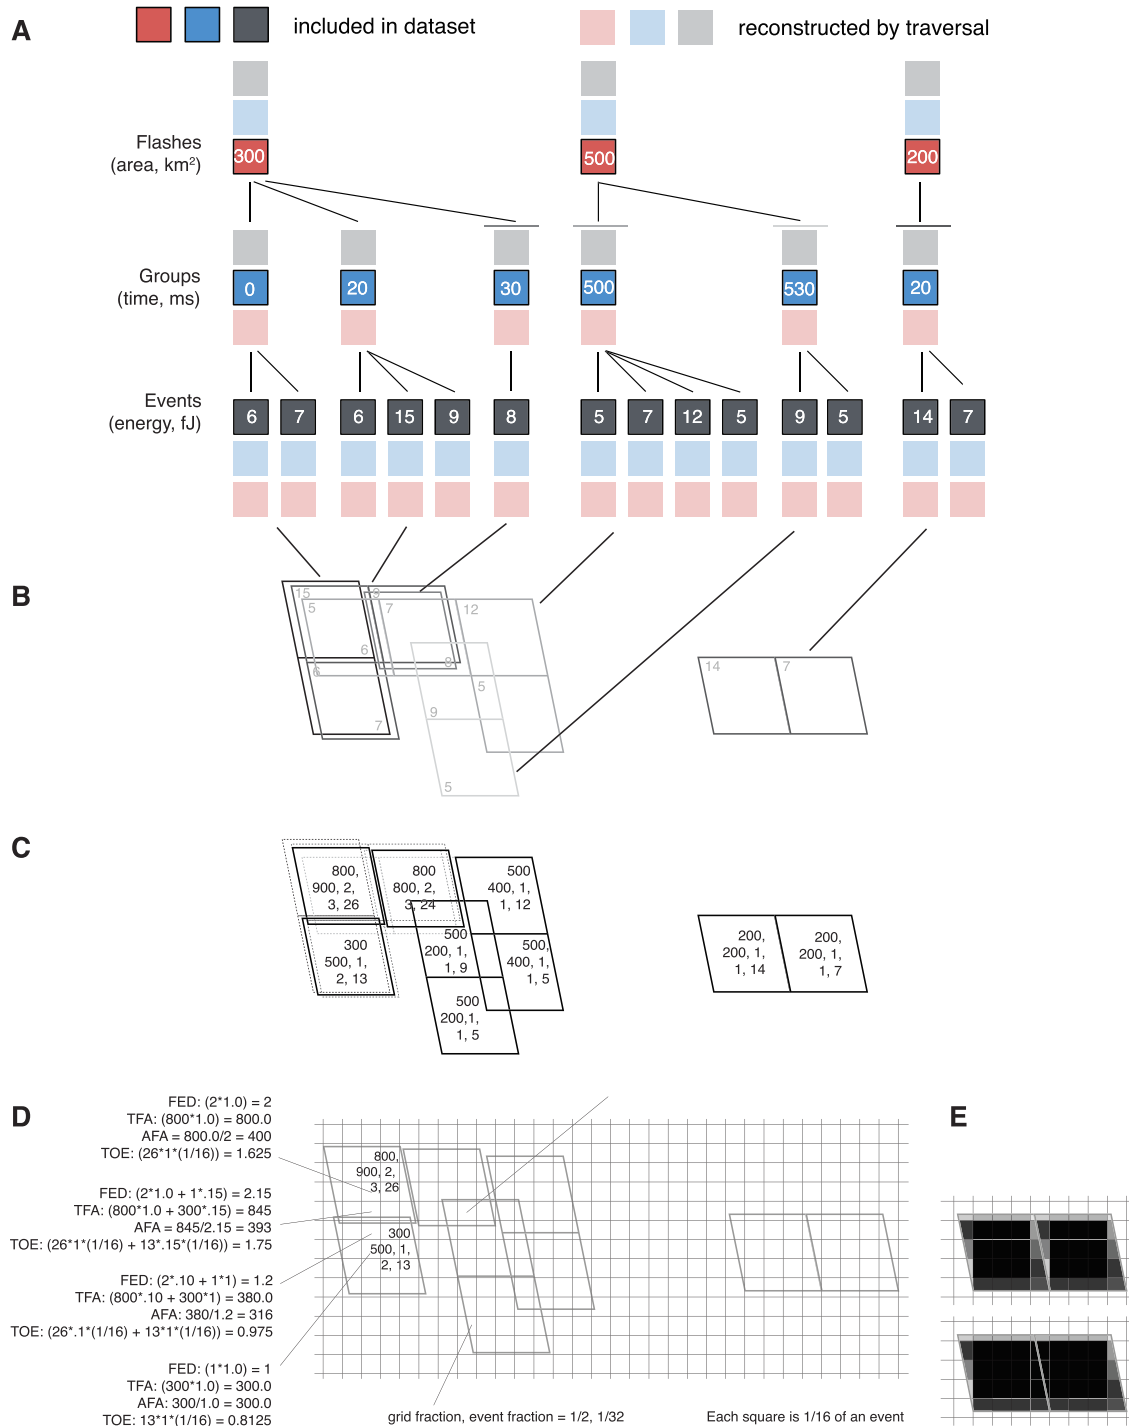 A
included in dataset
reconstructed by traversal
Flashes
(area, km²)
300
500
200
Groups
(time, ms)
0
20
30
500
530
20
Events
(energy, fJ)
6
7
6
15
9
8
5
7
12
5
9
5
14
7
B
15
9
5
7
12
6
8
6
5
9
7
5
14
7
C
800,
900, 2,
3, 26
800
800, 2,
3, 24
500
400, 1,
1, 12
300
500, 1,
2, 13
500
200, 1,
1, 9
500,
400, 1,
1, 5
500
200,1,
1, 5
200,
200, 1,
1, 14
200,
200, 1,
1, 7
D
FED: (2*1.0) = 2
TFA: (800*1.0) = 800.0
AFA = 800.0/2 = 400
TOE: (26*1*(1/16)) = 1.625
FED: (2*1.0 + 1*.15) = 2.15
TFA: (800*1.0 + 300*.15) = 845
AFA = 845/2.15 = 393
TOE: (26*1*(1/16) + 13*.15*(1/16)) = 1.75
FED: (2*.10 + 1*1) = 1.2
TFA: (800*.10 + 300*1) = 380.0
AFA: 380/1.2 = 316
TOE: (26*.1*(1/16) + 13*1*(1/16)) = 0.975
FED: (1*1.0) = 1
TFA: (300*1.0) = 300.0
AFA: 300/1.0 = 300.0
TOE: 13*1*(1/16) = 0.8125
800,
900, 2,
3, 26
300
500, 1,
2, 13
grid fraction, event fraction = 1/2, 1/32
Each square is 1/16 of an event
E